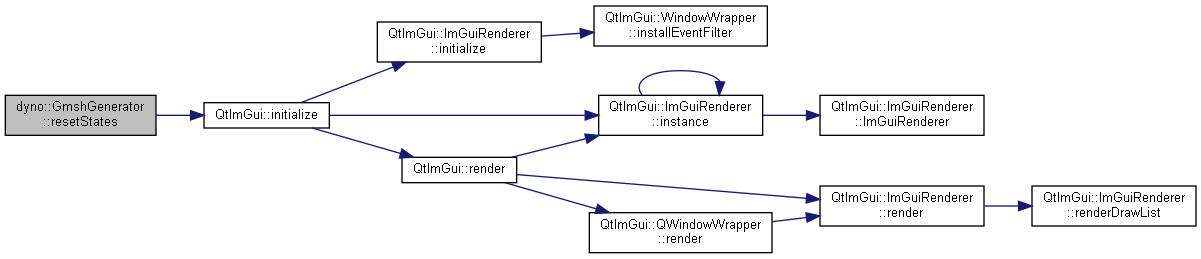 dyno::GmshGenerator
::resetStates
QtImGui::initialize
QtImGui::ImGuiRenderer
::initialize
QtImGui::WindowWrapper
::installEventFilter
QtImGui::ImGuiRenderer
::instance
QtImGui::ImGuiRenderer
::ImGuiRenderer
QtImGui::render
QtImGui::ImGuiRenderer
::render
QtImGui::ImGuiRenderer
::renderDrawList
QtImGui::QWindowWrapper
::render